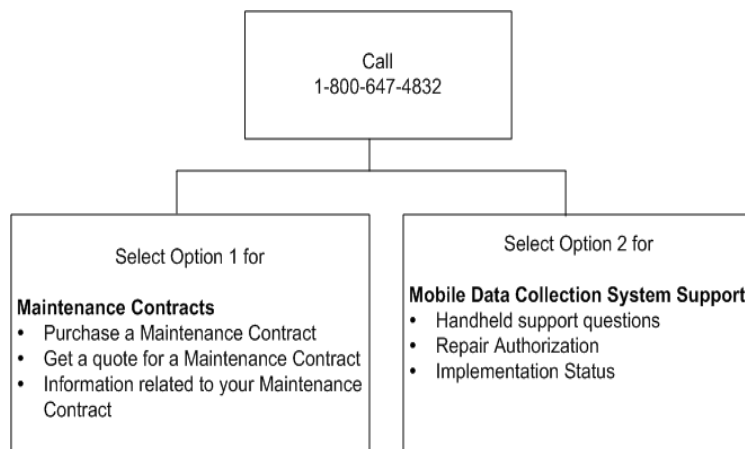 Call
1-800-647-4832
Select Option 1 for
Maintenance Contracts
• Purchase a Maintenance Contract
• Get a quote for a Maintenance Contract
• Information related to your Maintenance
Contract
Select Option 2 for
Mobile Data Collection System Support
• Handheld support questions
• Repair Authorization
• Implementation Status